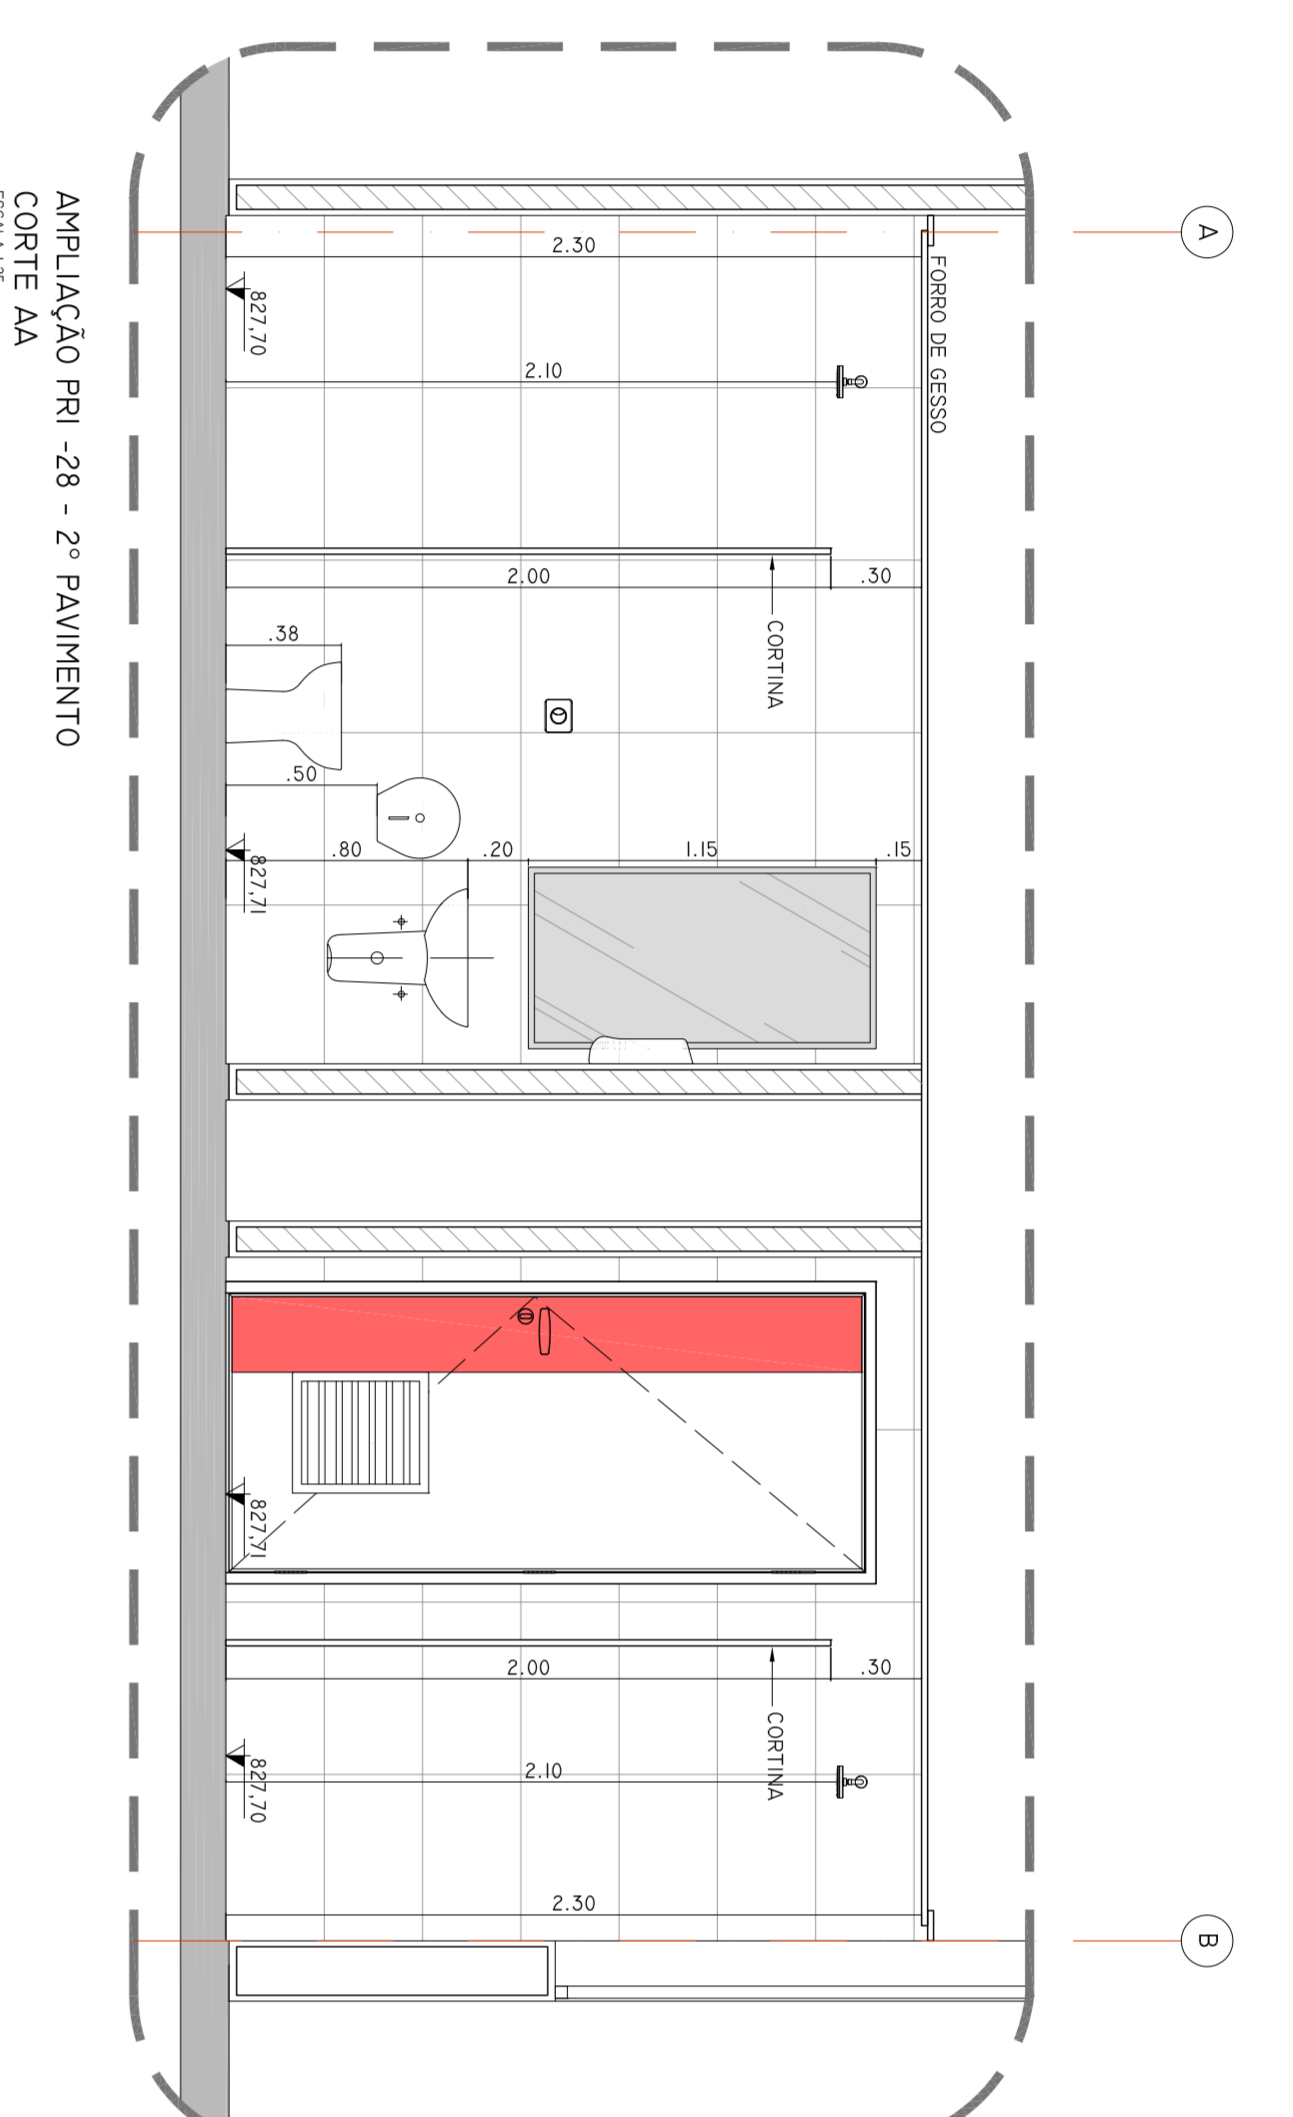 A
FORRO DE GESSO
2.30
827,70
2.10
2.00
.30
CORTINA
.38
.50
827,71
.80
.20
1.15
.15
827,71
2.00
.30
CORTINA
2.10
827,70
2.30
B
AMPLIAÇÃO PRI -28 - 2° PAVIMENTO
CORTE AA